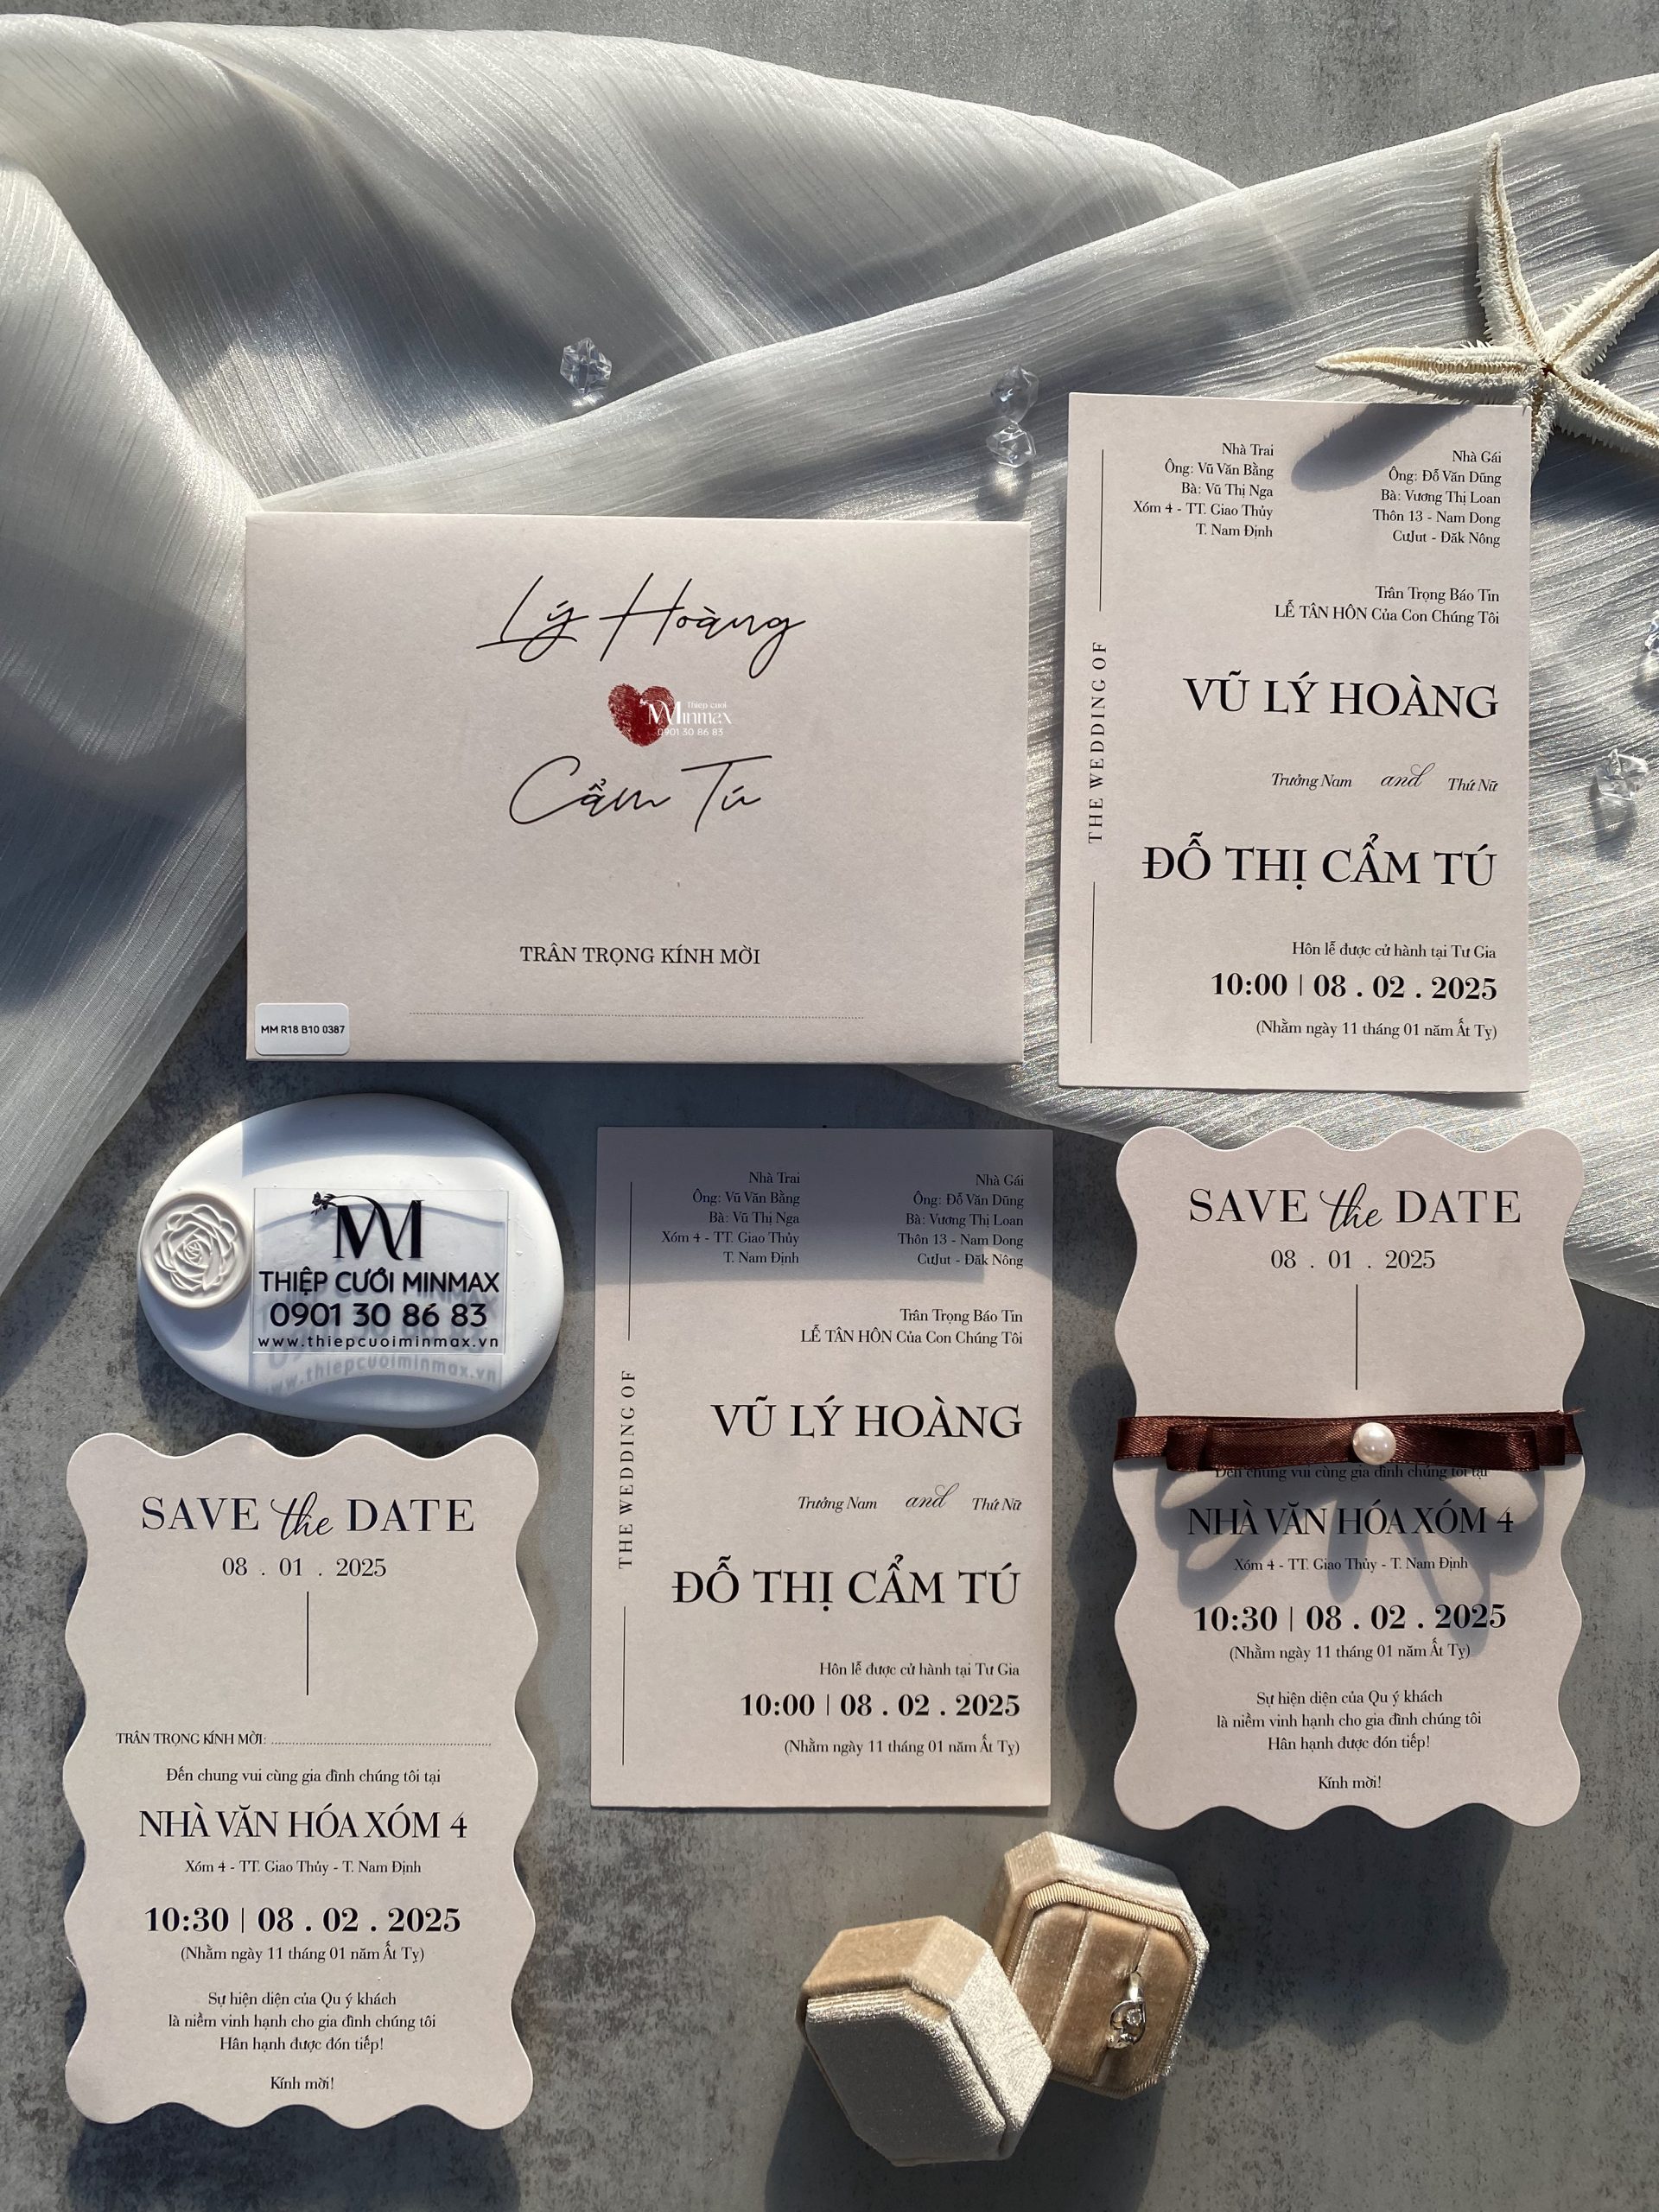 Lý Hoàng
Thiệp cưới
Minmax
0901 30 86 83
Cẩm Tú
TRÂN TRỌNG KÍNH MỜI
MM R18 B10 0387
THE WEDDING OF
Nhà Trai
Ông: Vũ Văn Bằng
Bà: Vũ Thị Nga
Xóm 4 - TT. Giao Thủy
T. Nam Định
Nhà Gái
Ông: Đỗ Văn Dũng
Bà: Vương Thị Loan
Thôn 13 - Nam Dong
CuJut - Đăk Nông
Trân Trọng Báo Tin
LỄ TÂN HÔN Của Con Chúng Tôi
VŨ LÝ HOÀNG
Trưởng Nam and Thứ Nữ
ĐỖ THỊ CẨM TÚ
Hôn lễ được cử hành tại Tư Gia
10:00 | 08 . 02 . 2025
(Nhằm ngày 11 tháng 01 năm Ất Tỵ)
MM
THIỆP CƯỚI MINMAX
0901 30 86 83
www.thiepcuoiminmax.vn
THE WEDDING OF
Nhà Trai
Ông: Vũ Văn Bằng
Bà: Vũ Thị Nga
Xóm 4 - TT. Giao Thủy
T. Nam Định
Nhà Gái
Ông: Đỗ Văn Dũng
Bà: Vương Thị Loan
Thôn 13 - Nam Dong
CuJut - Đăk Nông
Trân Trọng Báo Tin
LỄ TÂN HÔN Của Con Chúng Tôi
VŨ LÝ HOÀNG
Trưởng Nam and Thứ Nữ
ĐỖ THỊ CẨM TÚ
Hôn lễ được cử hành tại Tư Gia
10:00 | 08 . 02 . 2025
(Nhằm ngày 11 tháng 01 năm Ất Tỵ)
SAVE the DATE
08 . 01 . 2025
Đến chung vui cùng gia đình chúng tôi tại
NHÀ VĂN HÓA XÓM 4
Xóm 4 - TT. Giao Thủy - T. Nam Định
10:30 | 08 . 02 . 2025
(Nhằm ngày 11 tháng 01 năm Ất Tỵ)
Sự hiện diện của Qu ý khách
là niềm vinh hạnh cho gia đình chúng tôi
Hân hạnh được đón tiếp!
Kính mời!
SAVE the DATE
08 . 01 . 2025
TRÂN TRỌNG KÍNH MỜI:
Đến chung vui cùng gia đình chúng tôi tại
NHÀ VĂN HÓA XÓM 4
Xóm 4 - TT. Giao Thủy - T. Nam Định
10:30 | 08 . 02 . 2025
(Nhằm ngày 11 tháng 01 năm Ất Tỵ)
Sự hiện diện của Qu ý khách
là niềm vinh hạnh cho gia đình chúng tôi
Hân hạnh được đón tiếp!
Kính mời!